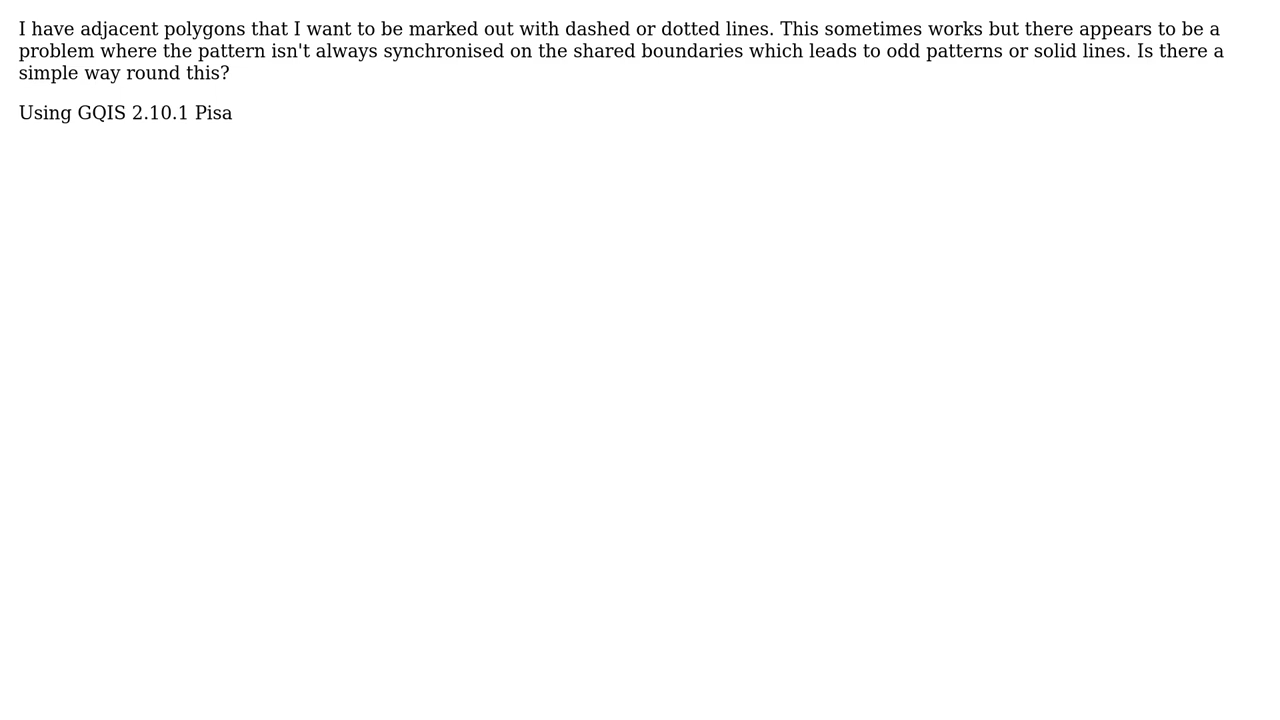 I have adjacent polygons that I want to be marked out with dashed or dotted lines. This sometimes works but there appears to be a
problem where the pattern isn't always synchronised on the shared boundaries which leads to odd patterns or solid lines. Is there a
simple way round this?
Using GQIS 2.10.1 Pisa